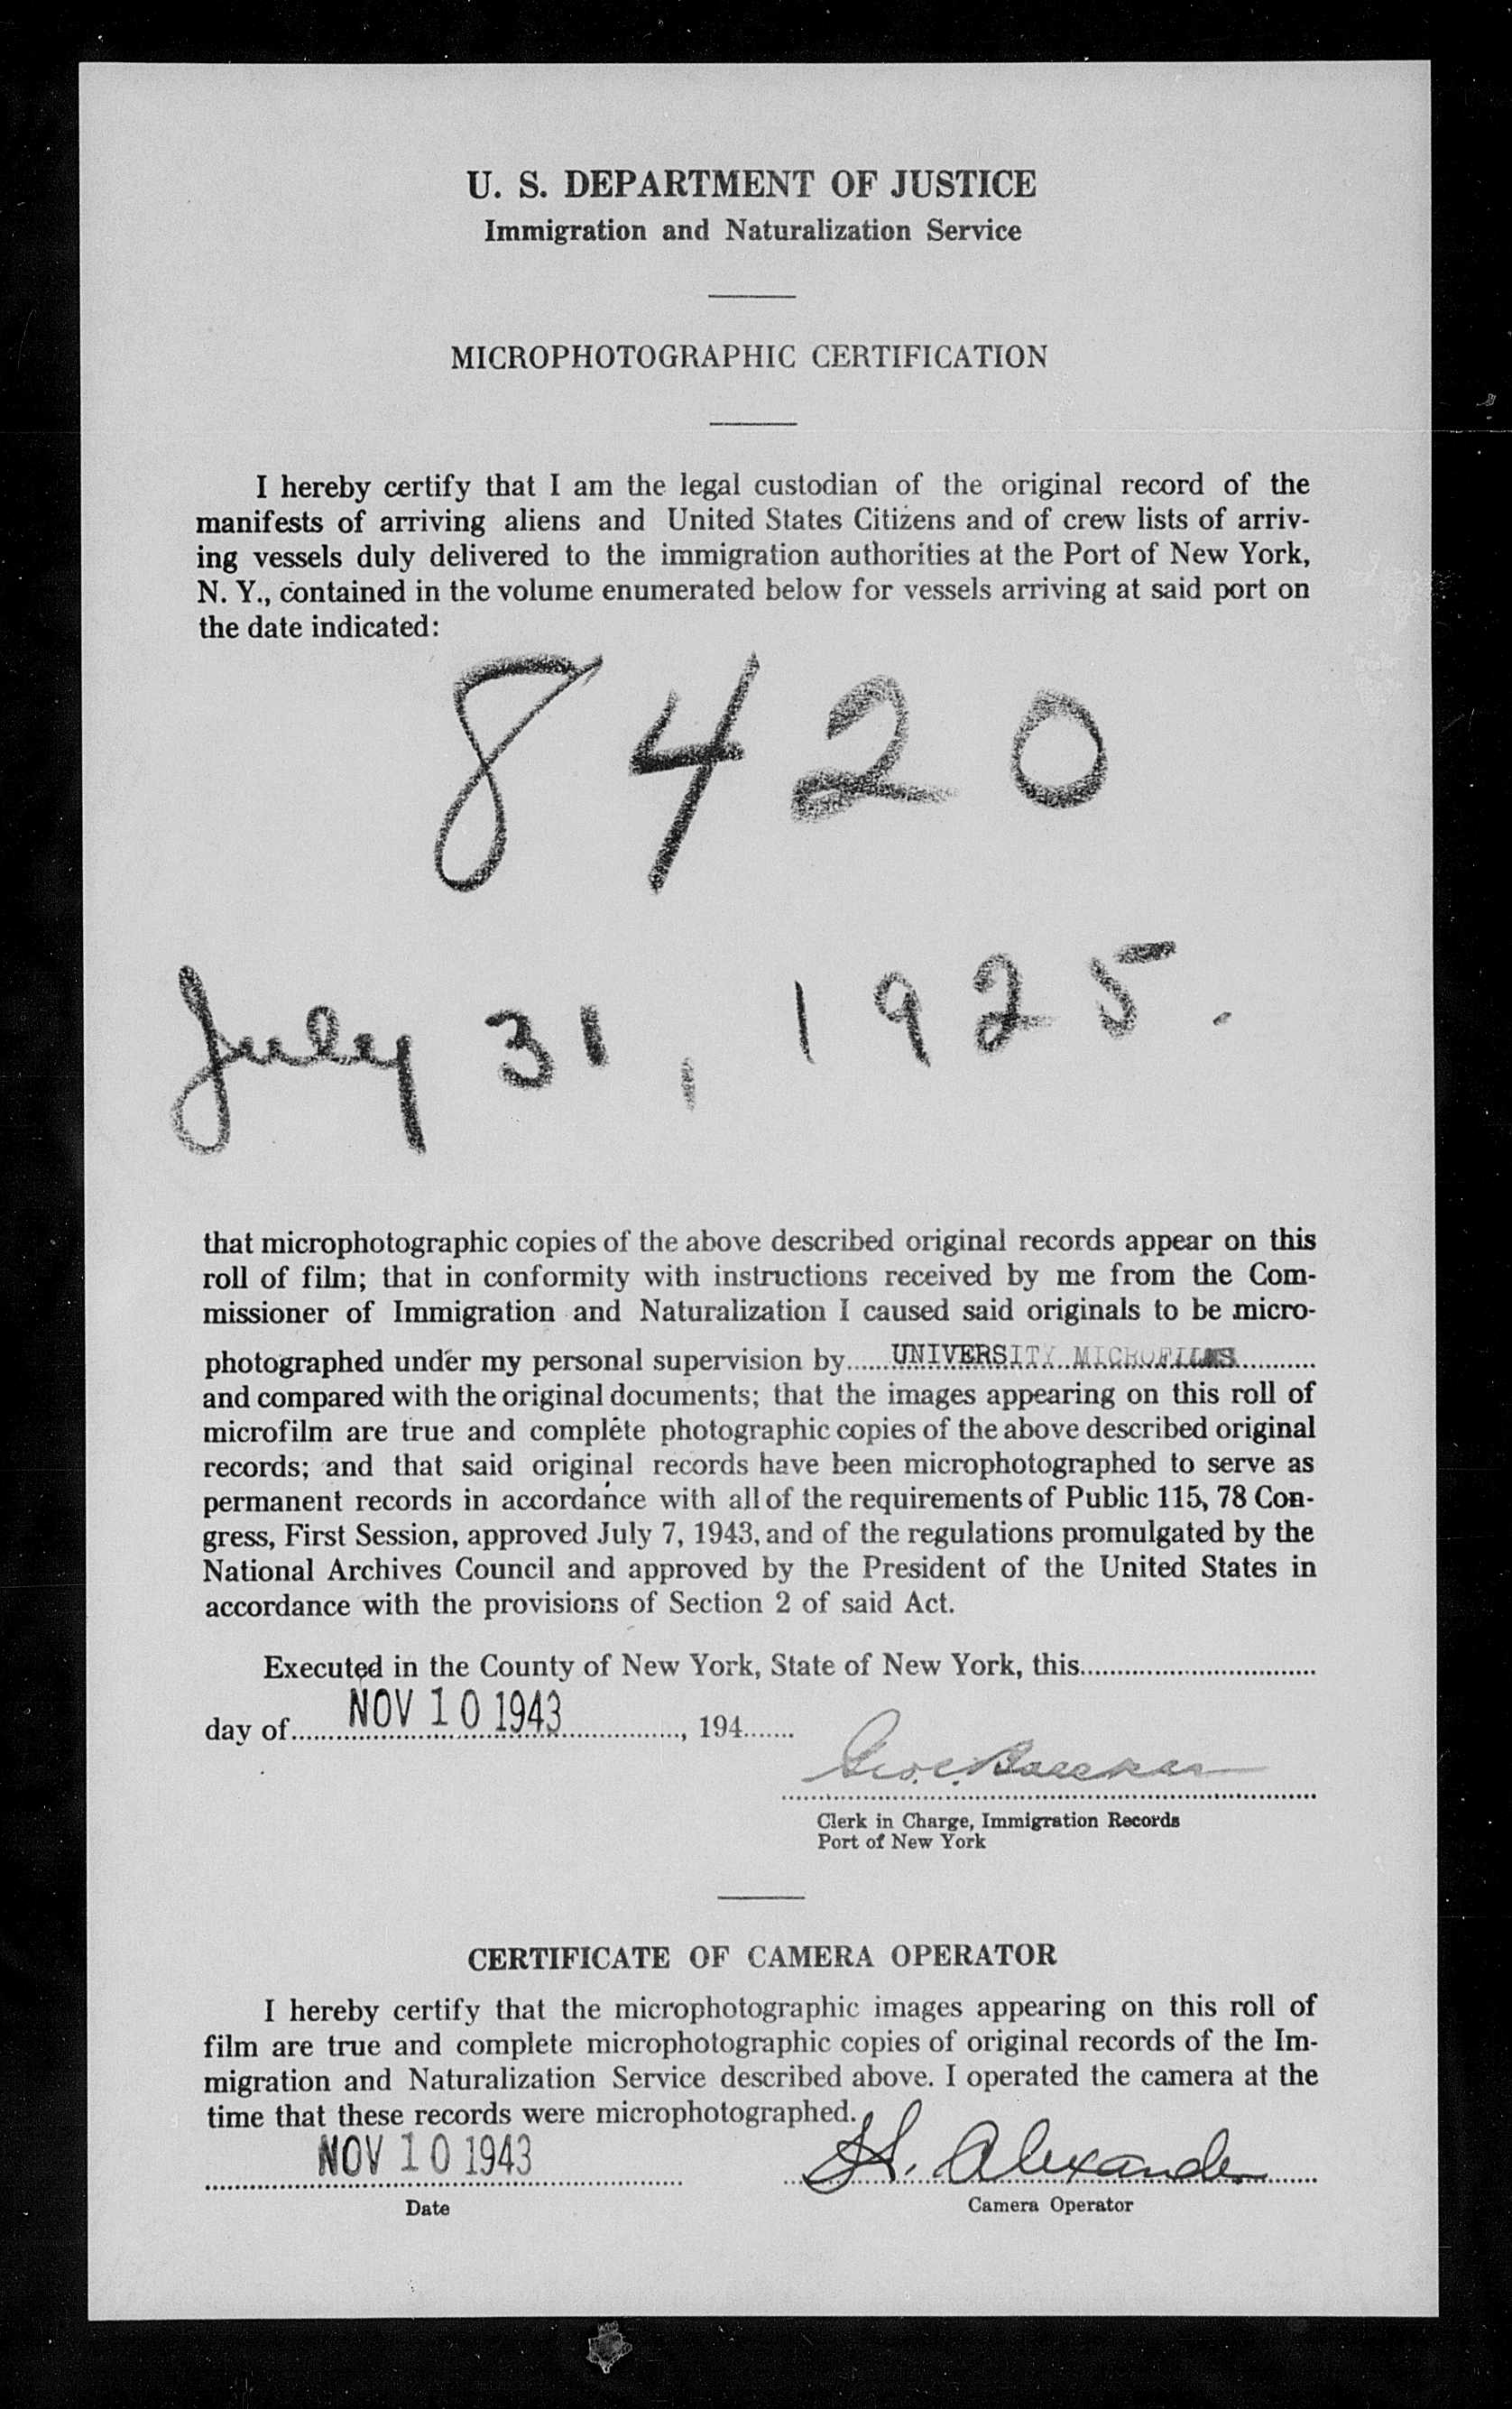 U. S. DEPARTMENT OF JUSTICE
Immigration and Naturalization Service
MICROPHOTOGRAPHIC CERTIFICATION
I hereby certify that I am the legal custodian of the original record of the
manifests of arriving aliens and United States Citizens and of crew lists of arriv-
ing vessels duly delivered to the immigration authorities at the Port of New York,
N. Y., contained in the volume enumerated below for vessels arriving at said port on
the date indicated:
8420
July 31, 1925.
that microphotographic copies of the above described original records appear on this
roll of film; that in conformity with instructions received by me from the Com-
missioner of Immigration and Naturalization I caused said originals to be micro-
photographed under my personal supervision by......UNIVERSITY MICROFILMS..........
and compared with the original documents; that the images appearing on this roll of
microfilm are true and complete photographic copies of the above described original
records; and that said original records have been microphotographed to serve as
permanent records in accordance with all of the requirements of Public 115, 78 Con-
gress, First Session, approved July 7, 1943, and of the regulations promulgated by the
National Archives Council and approved by the President of the United States in
accordance with the provisions of Section 2 of said Act.
Executed in the County of New York, State of New York, this................................
day of......NOV 10 1943................, 194.......
Geo. C.
Clerk in Charge, Immigration Records
Port of New York
CERTIFICATE OF CAMERA OPERATOR
I hereby certify that the microphotographic images appearing on this roll of
film are true and complete microphotographic copies of original records of the Im-
migration and Naturalization Service described above. I operated the camera at the
time that these records were microphotographed.
NOV 10 1943 H. Alexander
Date Camera Operator